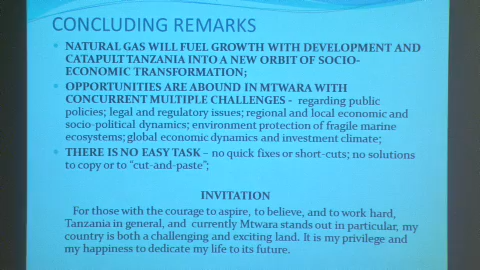 CONCLUDING REMARKS
• NATURAL GAS WILL FUEL GROWTH WITH DEVELOPMENT AND
CATAPULT TANZANIA INTO A NEW ORBIT OF SOCIO-
ECONOMIC TRANSFORMATION;
• OPPORTUNITIES ARE ABOUND IN MTWARA WITH
CONCURRENT MULTIPLE CHALLENGES - regarding public
policies; legal and regulatory issues; regional and local economic and
socio-political dynamics; environment protection of fragile marine
ecosystems; global economic dynamics and investment climate;
• THERE IS NO EASY TASK – no quick fixes or short-cuts; no solutions
to copy or to "cut-and-paste";
INVITATION
For those with the courage to aspire, to believe, and to work hard,
Tanzania in general, and currently Mtwara stands out in particular, my
country is both a challenging and exciting land. It is my privilege and
my happiness to dedicate my life to its future.